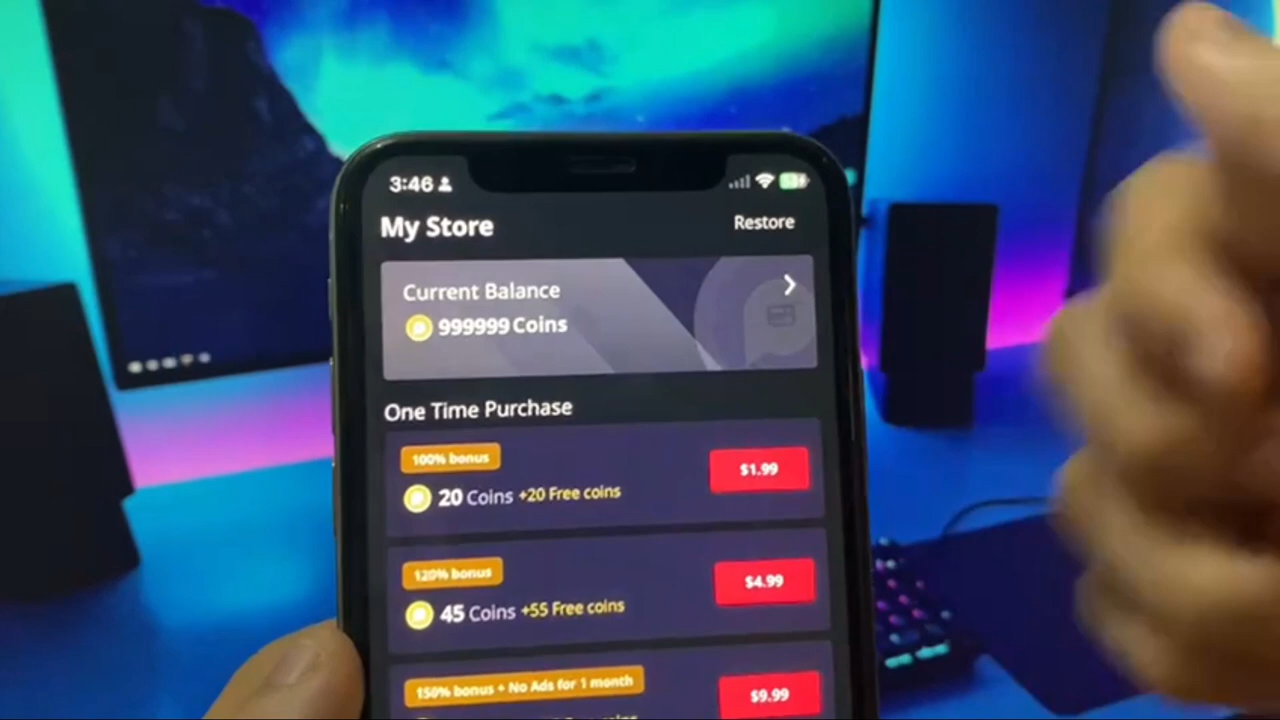 3:46
My Store
Restore
Current Balance
999999 Coins
One Time Purchase
100% bonus
20 Coins +20 Free coins
$1.99
120% bonus
45 Coins +55 Free coins
$4.99
150% bonus + No Ads for 1 month
$9.99